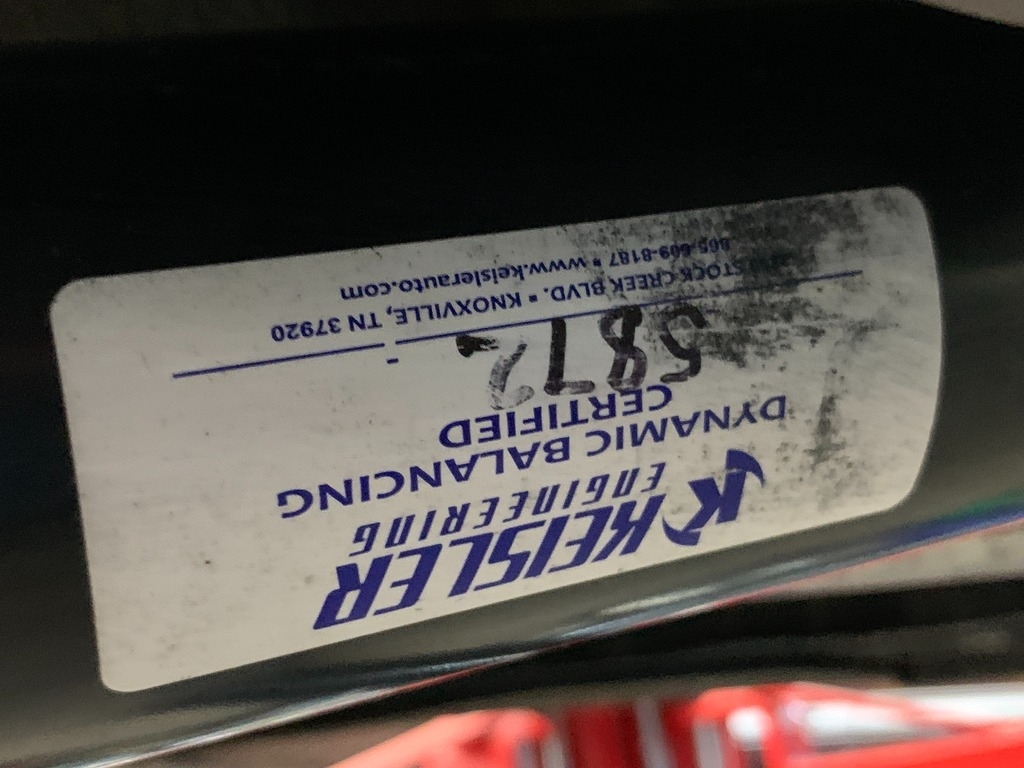 KEISLER
ENGINEERING
DYNAMIC BALANCING
CERTIFIED
5872
STOCK CREEK BLVD. ▪ KNOXVILLE, TN 37920
865-609-8187 ▪ www.keislerauto.com